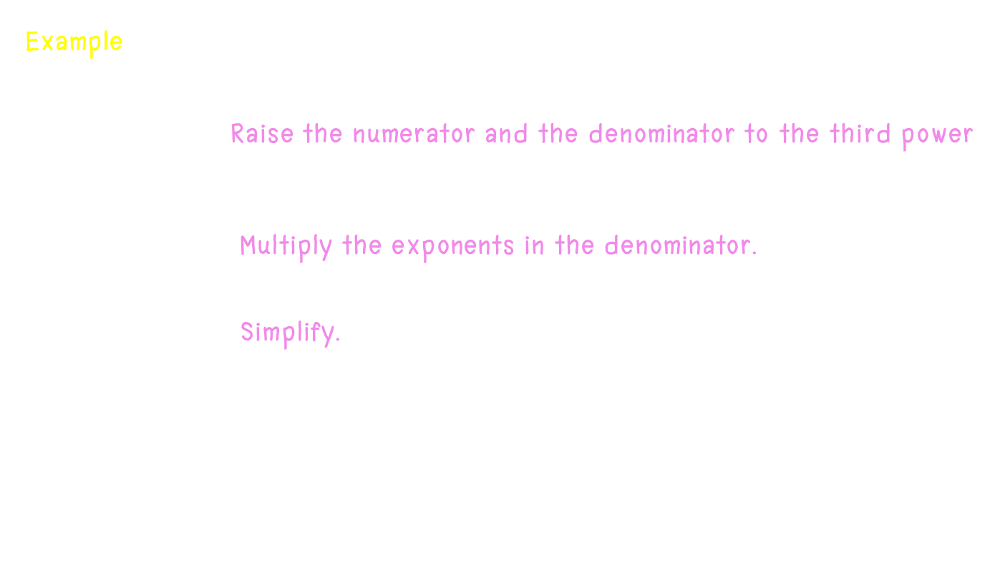 Example
Raise the numerator and the denominator to the third power
Multiply the exponents in the denominator.
Simplify.